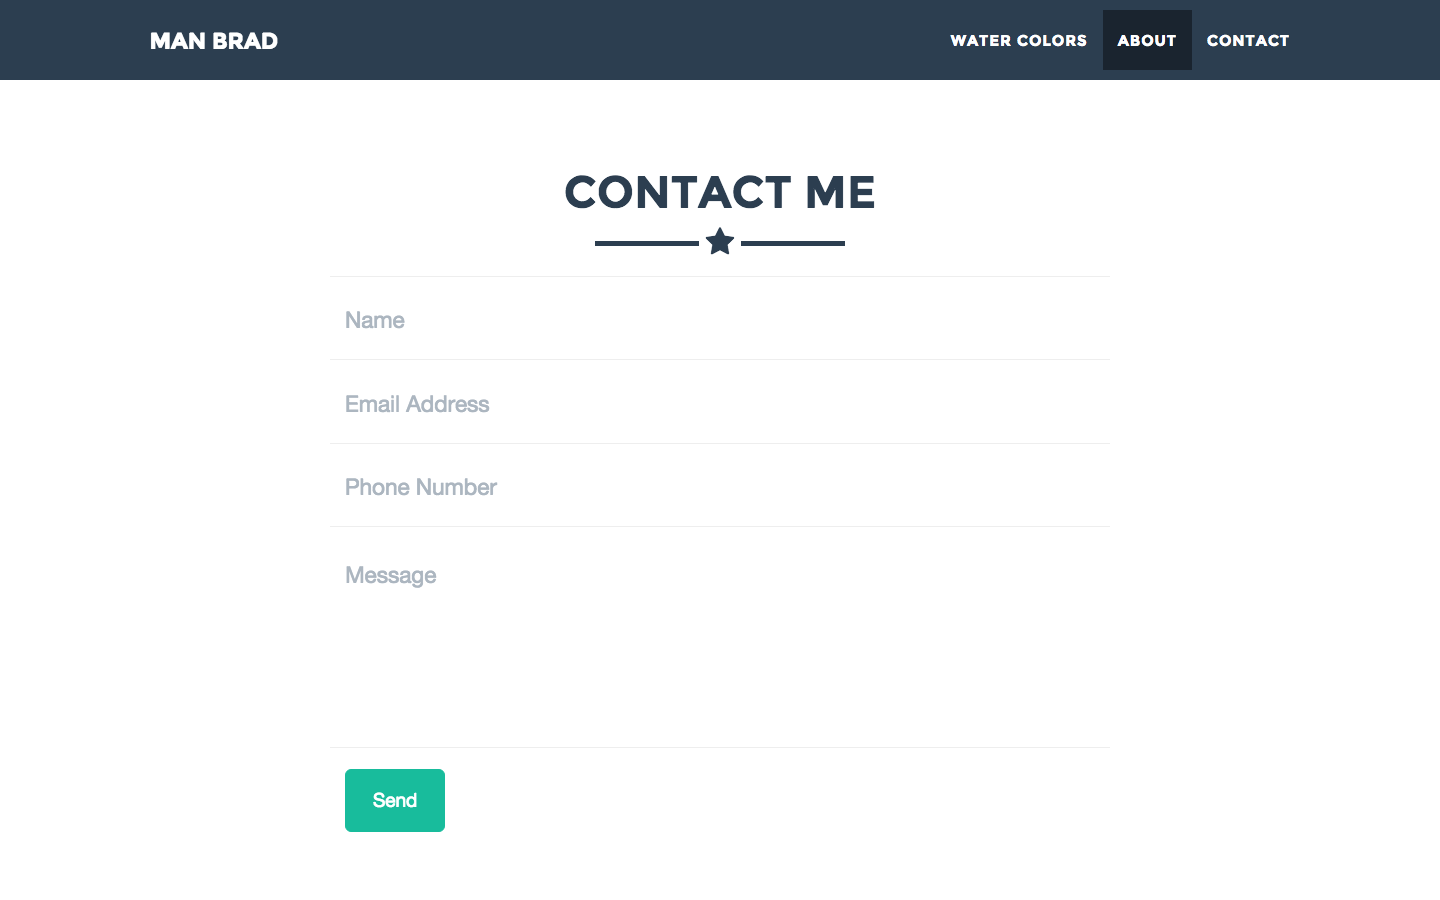 MAN BRAD
WATER COLORS
ABOUT
CONTACT
CONTACT ME
Name
Email Address
Phone Number
Message
Send